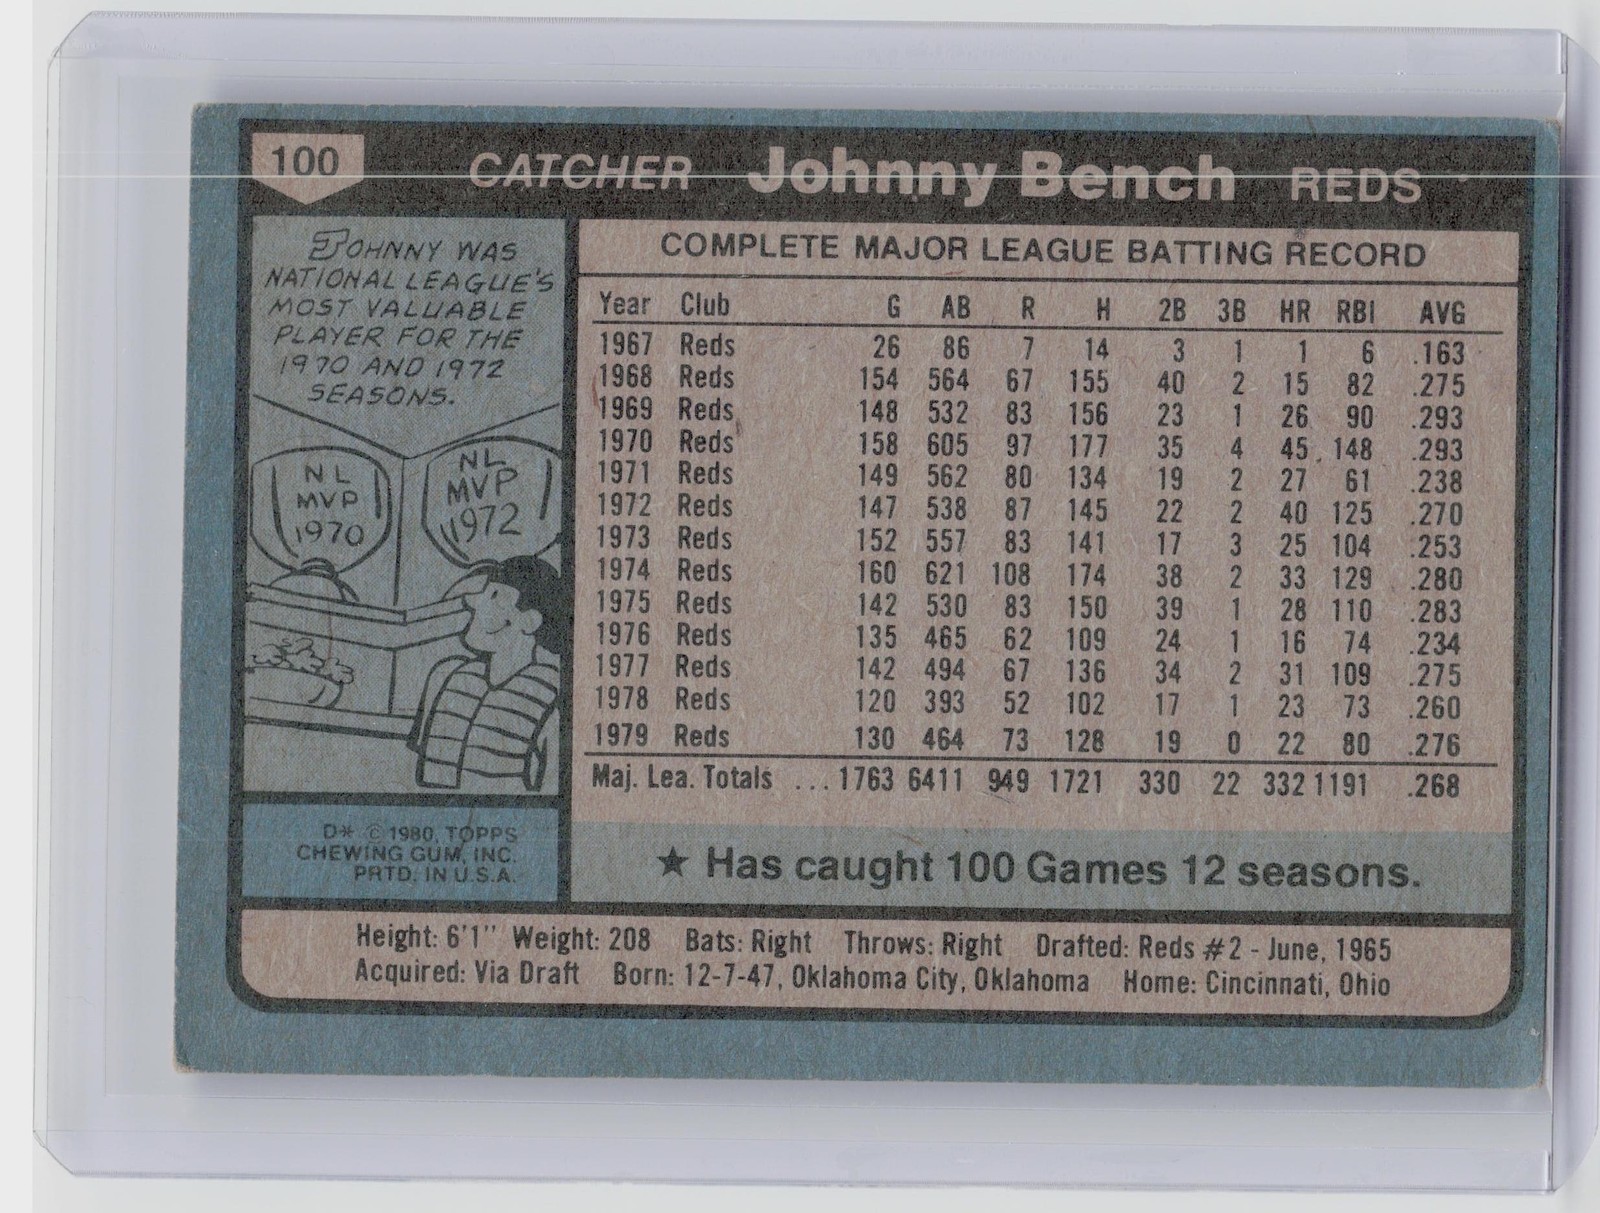 100
CATCHER Johnny Bench REDS
JOHNNY WAS
NATIONAL LEAGUE'S
MOST VALUABLE
PLAYER FOR THE
1970 AND 1972
SEASONS.
NL
MVP
1970
NL
MVP
1972
D* © 1980, TOPPS
CHEWING GUM, INC.
PRTD. IN U.S.A.
COMPLETE MAJOR LEAGUE BATTING RECORD
Year Club G AB R H 2B 3B HR RBI AVG
1967 Reds 26 86 7 14 3 1 1 6 .163
1968 Reds 154 564 67 155 40 2 15 82 .275
1969 Reds 148 532 83 156 23 1 26 90 .293
1970 Reds 158 605 97 177 35 4 45 148 .293
1971 Reds 149 562 80 134 19 2 27 61 .238
1972 Reds 147 538 87 145 22 2 40 125 .270
1973 Reds 152 557 83 141 17 3 25 104 .253
1974 Reds 160 621 108 174 38 2 33 129 .280
1975 Reds 142 530 83 150 39 1 28 110 .283
1976 Reds 135 465 62 109 24 1 16 74 .234
1977 Reds 142 494 67 136 34 2 31 109 .275
1978 Reds 120 393 52 102 17 1 23 73 .260
1979 Reds 130 464 73 128 19 0 22 80 .276
Maj. Lea. Totals ... 1763 6411 949 1721 330 22 332 1191 .268
★ Has caught 100 Games 12 seasons.
Height: 6'1" Weight: 208 Bats: Right Throws: Right Drafted: Reds #2 - June, 1965
Acquired: Via Draft Born: 12-7-47, Oklahoma City, Oklahoma Home: Cincinnati, Ohio